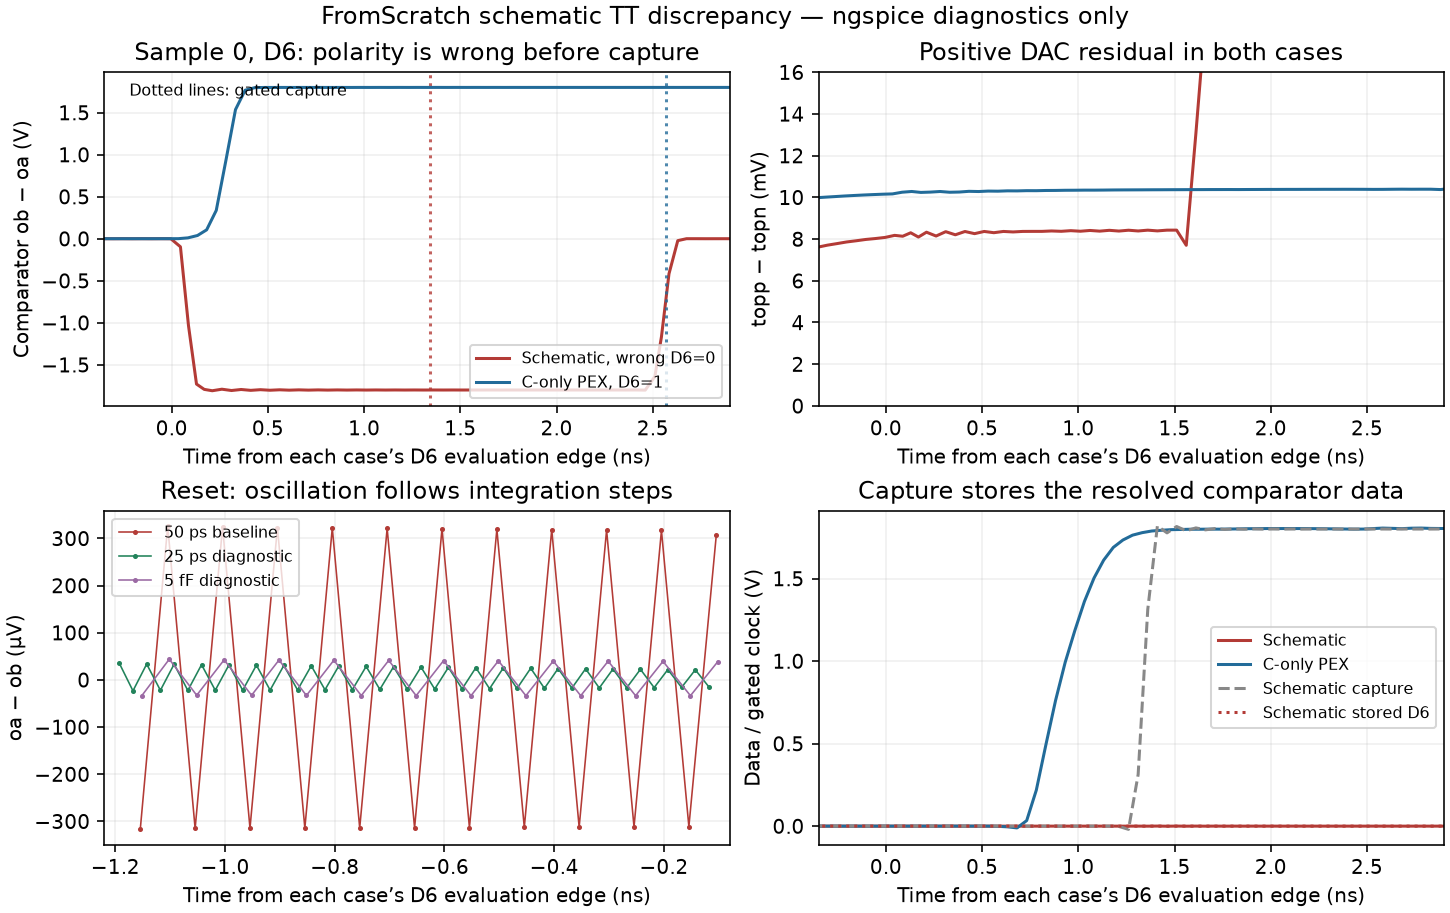 FromScratch schematic TT discrepancy — ngspice diagnostics only
Sample 0, D6: polarity is wrong before capture
Dotted lines: gated capture
Comparator ob − oa (V)
1.5
1.0
0.5
0.0
−0.5
−1.0
−1.5
Schematic, wrong D6=0
C-only PEX, D6=1
0.0 0.5 1.0 1.5 2.0 2.5
Time from each case’s D6 evaluation edge (ns)
Positive DAC residual in both cases
topp − topn (mV)
16
14
12
10
8
6
4
2
0
0.0 0.5 1.0 1.5 2.0 2.5
Time from each case’s D6 evaluation edge (ns)
Reset: oscillation follows integration steps
oa − ob (µV)
300
200
100
0
−100
−200
−300
50 ps baseline
25 ps diagnostic
5 fF diagnostic
−1.2 −1.0 −0.8 −0.6 −0.4 −0.2
Time from each case’s D6 evaluation edge (ns)
Capture stores the resolved comparator data
Data / gated clock (V)
1.5
1.0
0.5
0.0
Schematic
C-only PEX
Schematic capture
Schematic stored D6
0.0 0.5 1.0 1.5 2.0 2.5
Time from each case’s D6 evaluation edge (ns)